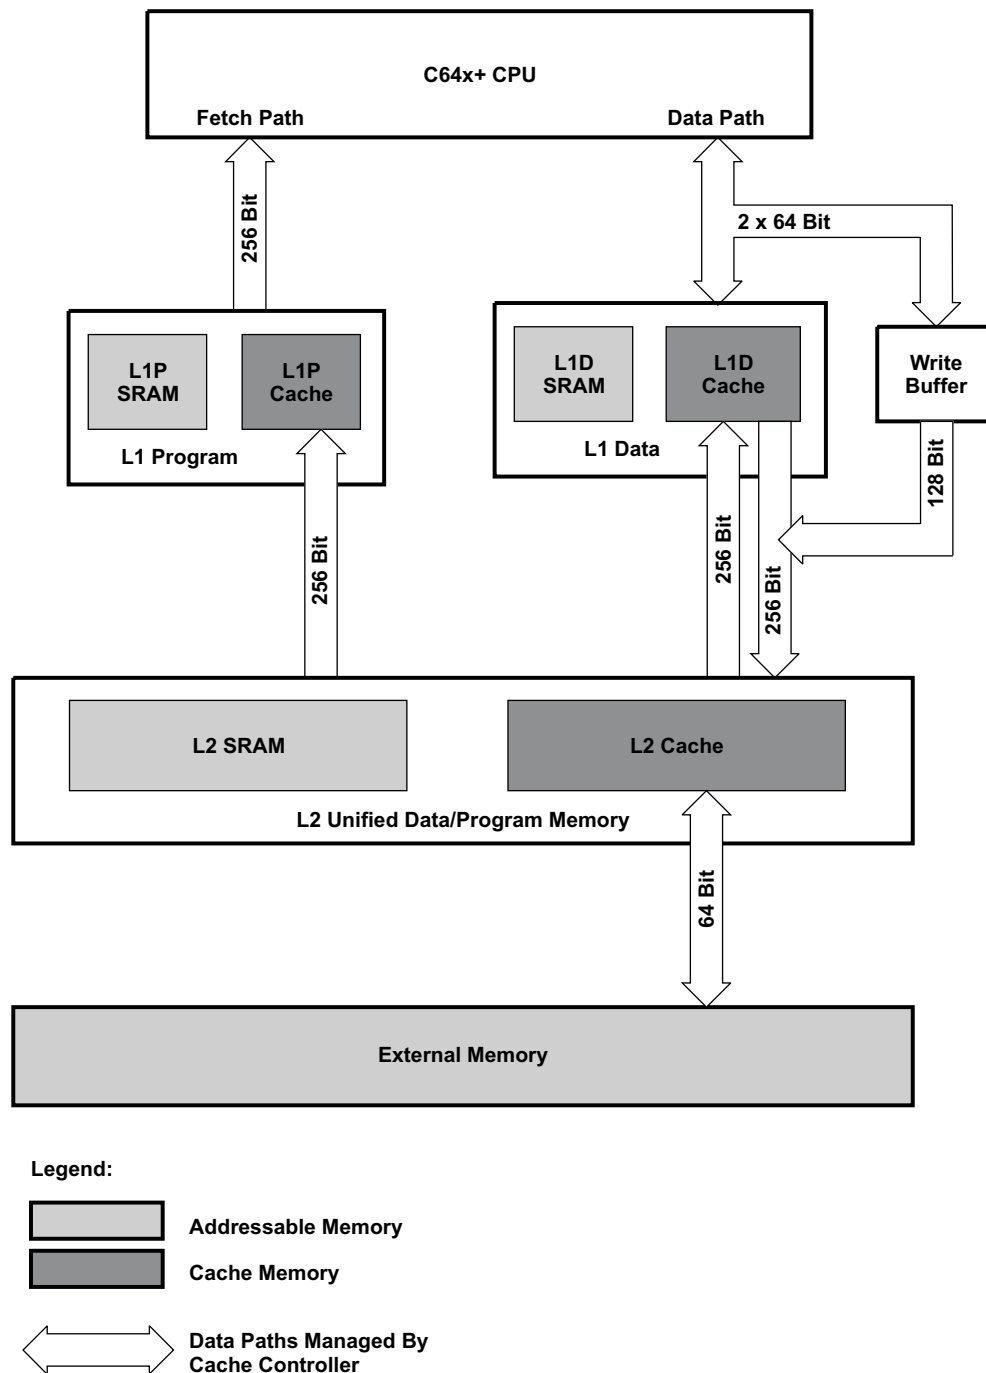 C64x+ CPU
Fetch Path
Data Path
256 Bit
2 x 64 Bit
L1P
SRAM
L1P
Cache
L1 Program
L1D
SRAM
L1D
Cache
L1 Data
Write
Buffer
128 Bit
256 Bit
256 Bit
256 Bit
L2 SRAM
L2 Cache
L2 Unified Data/Program Memory
64 Bit
External Memory
Legend:
Addressable Memory
Cache Memory
Data Paths Managed By
Cache Controller